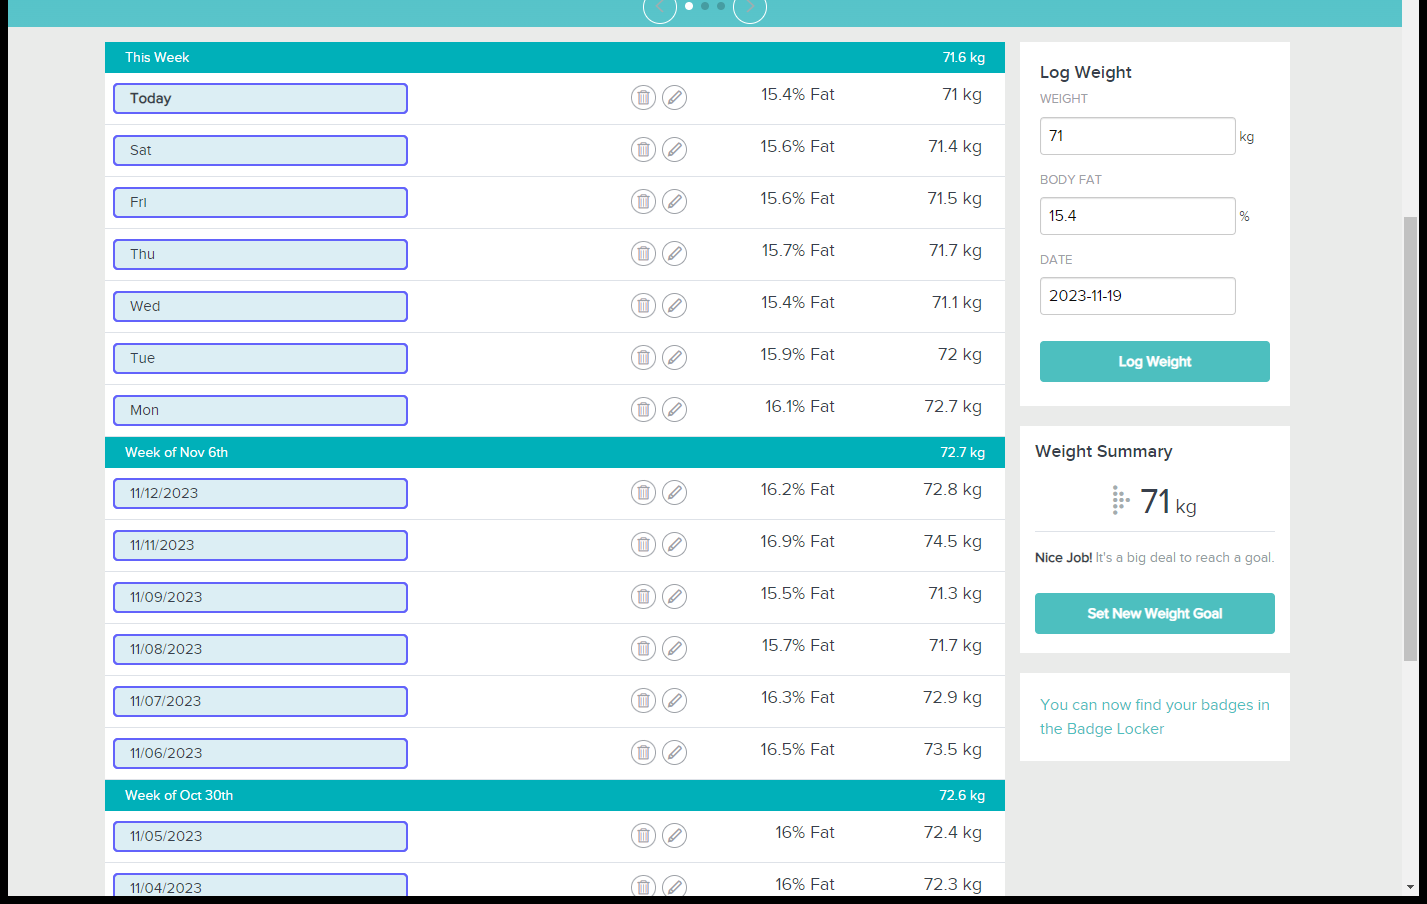 This Week 71.6 kg
Today 15.4% Fat 71 kg
Sat 15.6% Fat 71.4 kg
Fri 15.6% Fat 71.5 kg
Thu 15.7% Fat 71.7 kg
Wed 15.4% Fat 71.1 kg
Tue 15.9% Fat 72 kg
Mon 16.1% Fat 72.7 kg
Week of Nov 6th 72.7 kg
11/12/2023 16.2% Fat 72.8 kg
11/11/2023 16.9% Fat 74.5 kg
11/09/2023 15.5% Fat 71.3 kg
11/08/2023 15.7% Fat 71.7 kg
11/07/2023 16.3% Fat 72.9 kg
11/06/2023 16.5% Fat 73.5 kg
Week of Oct 30th 72.6 kg
11/05/2023 16% Fat 72.4 kg
11/04/2023 16% Fat 72.3 kg
Log Weight
WEIGHT
71 kg
BODY FAT
15.4 %
DATE
2023-11-19
Log Weight
Weight Summary
71 kg
Nice Job! It's a big deal to reach a goal.
Set New Weight Goal
You can now find your badges in
the Badge Locker